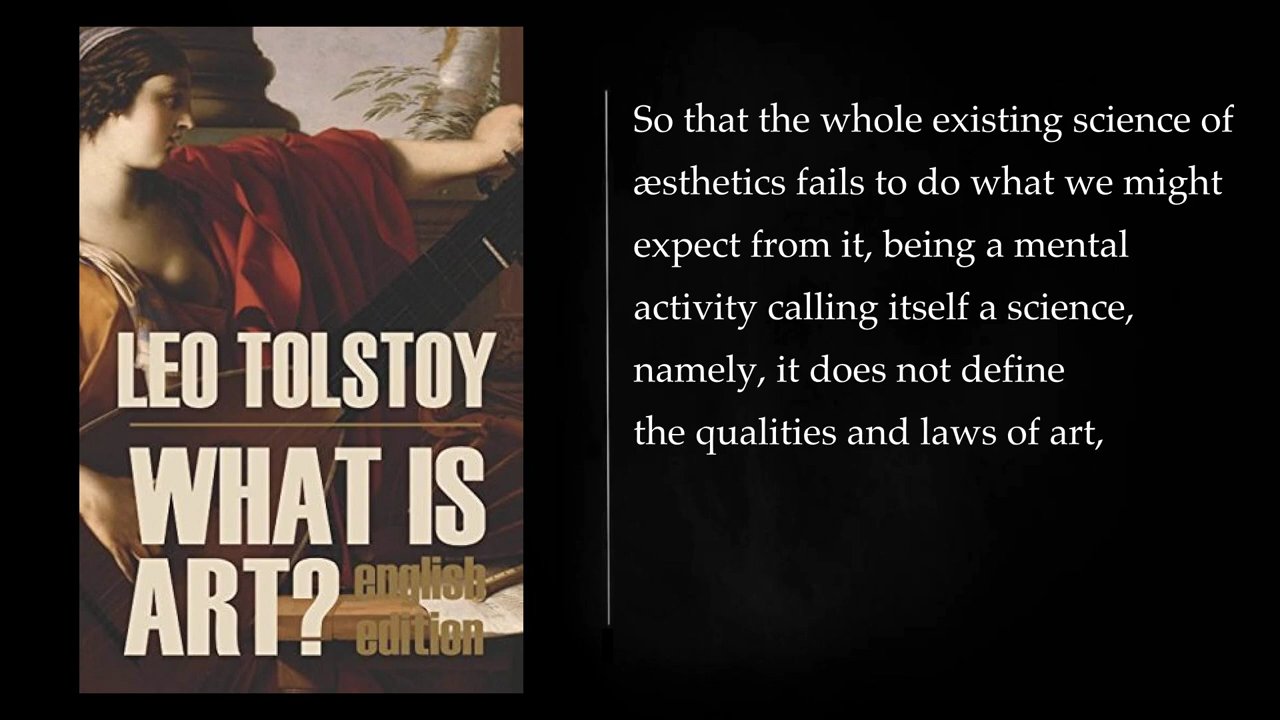 LEO TOLSTOY
WHAT IS
ART?
english
edition
So that the whole existing science of
æsthetics fails to do what we might
expect from it, being a mental
activity calling itself a science,
namely, it does not define
the qualities and laws of art,